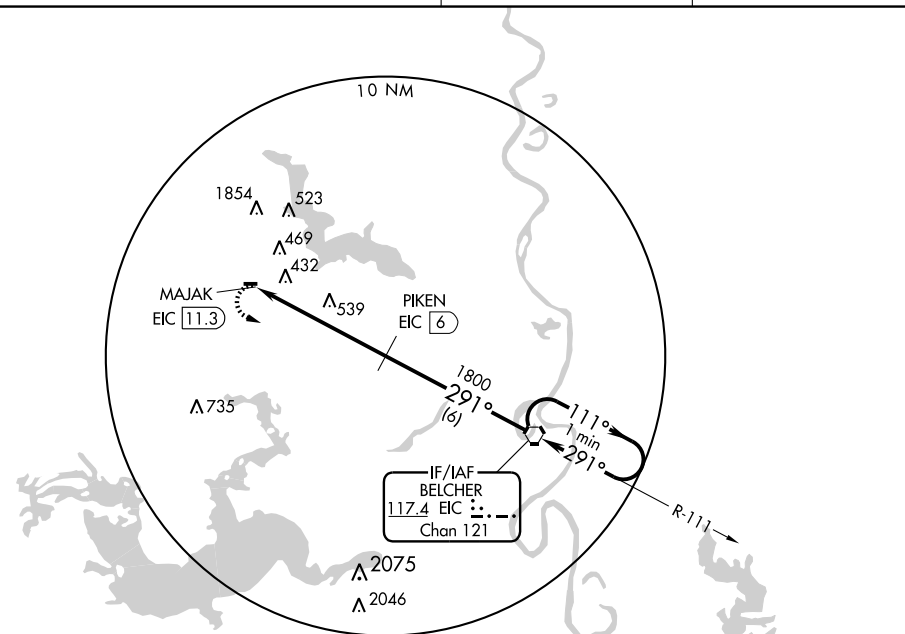 10 NM
1854
523
469
432
MAJAK
EIC 11.3
539
PIKEN
EIC 6
1800
291°
(6)
735
111°
1 min
291°
IF/IAF
BELCHER
117.4 EIC
Chan 121
R-111
2075
2046